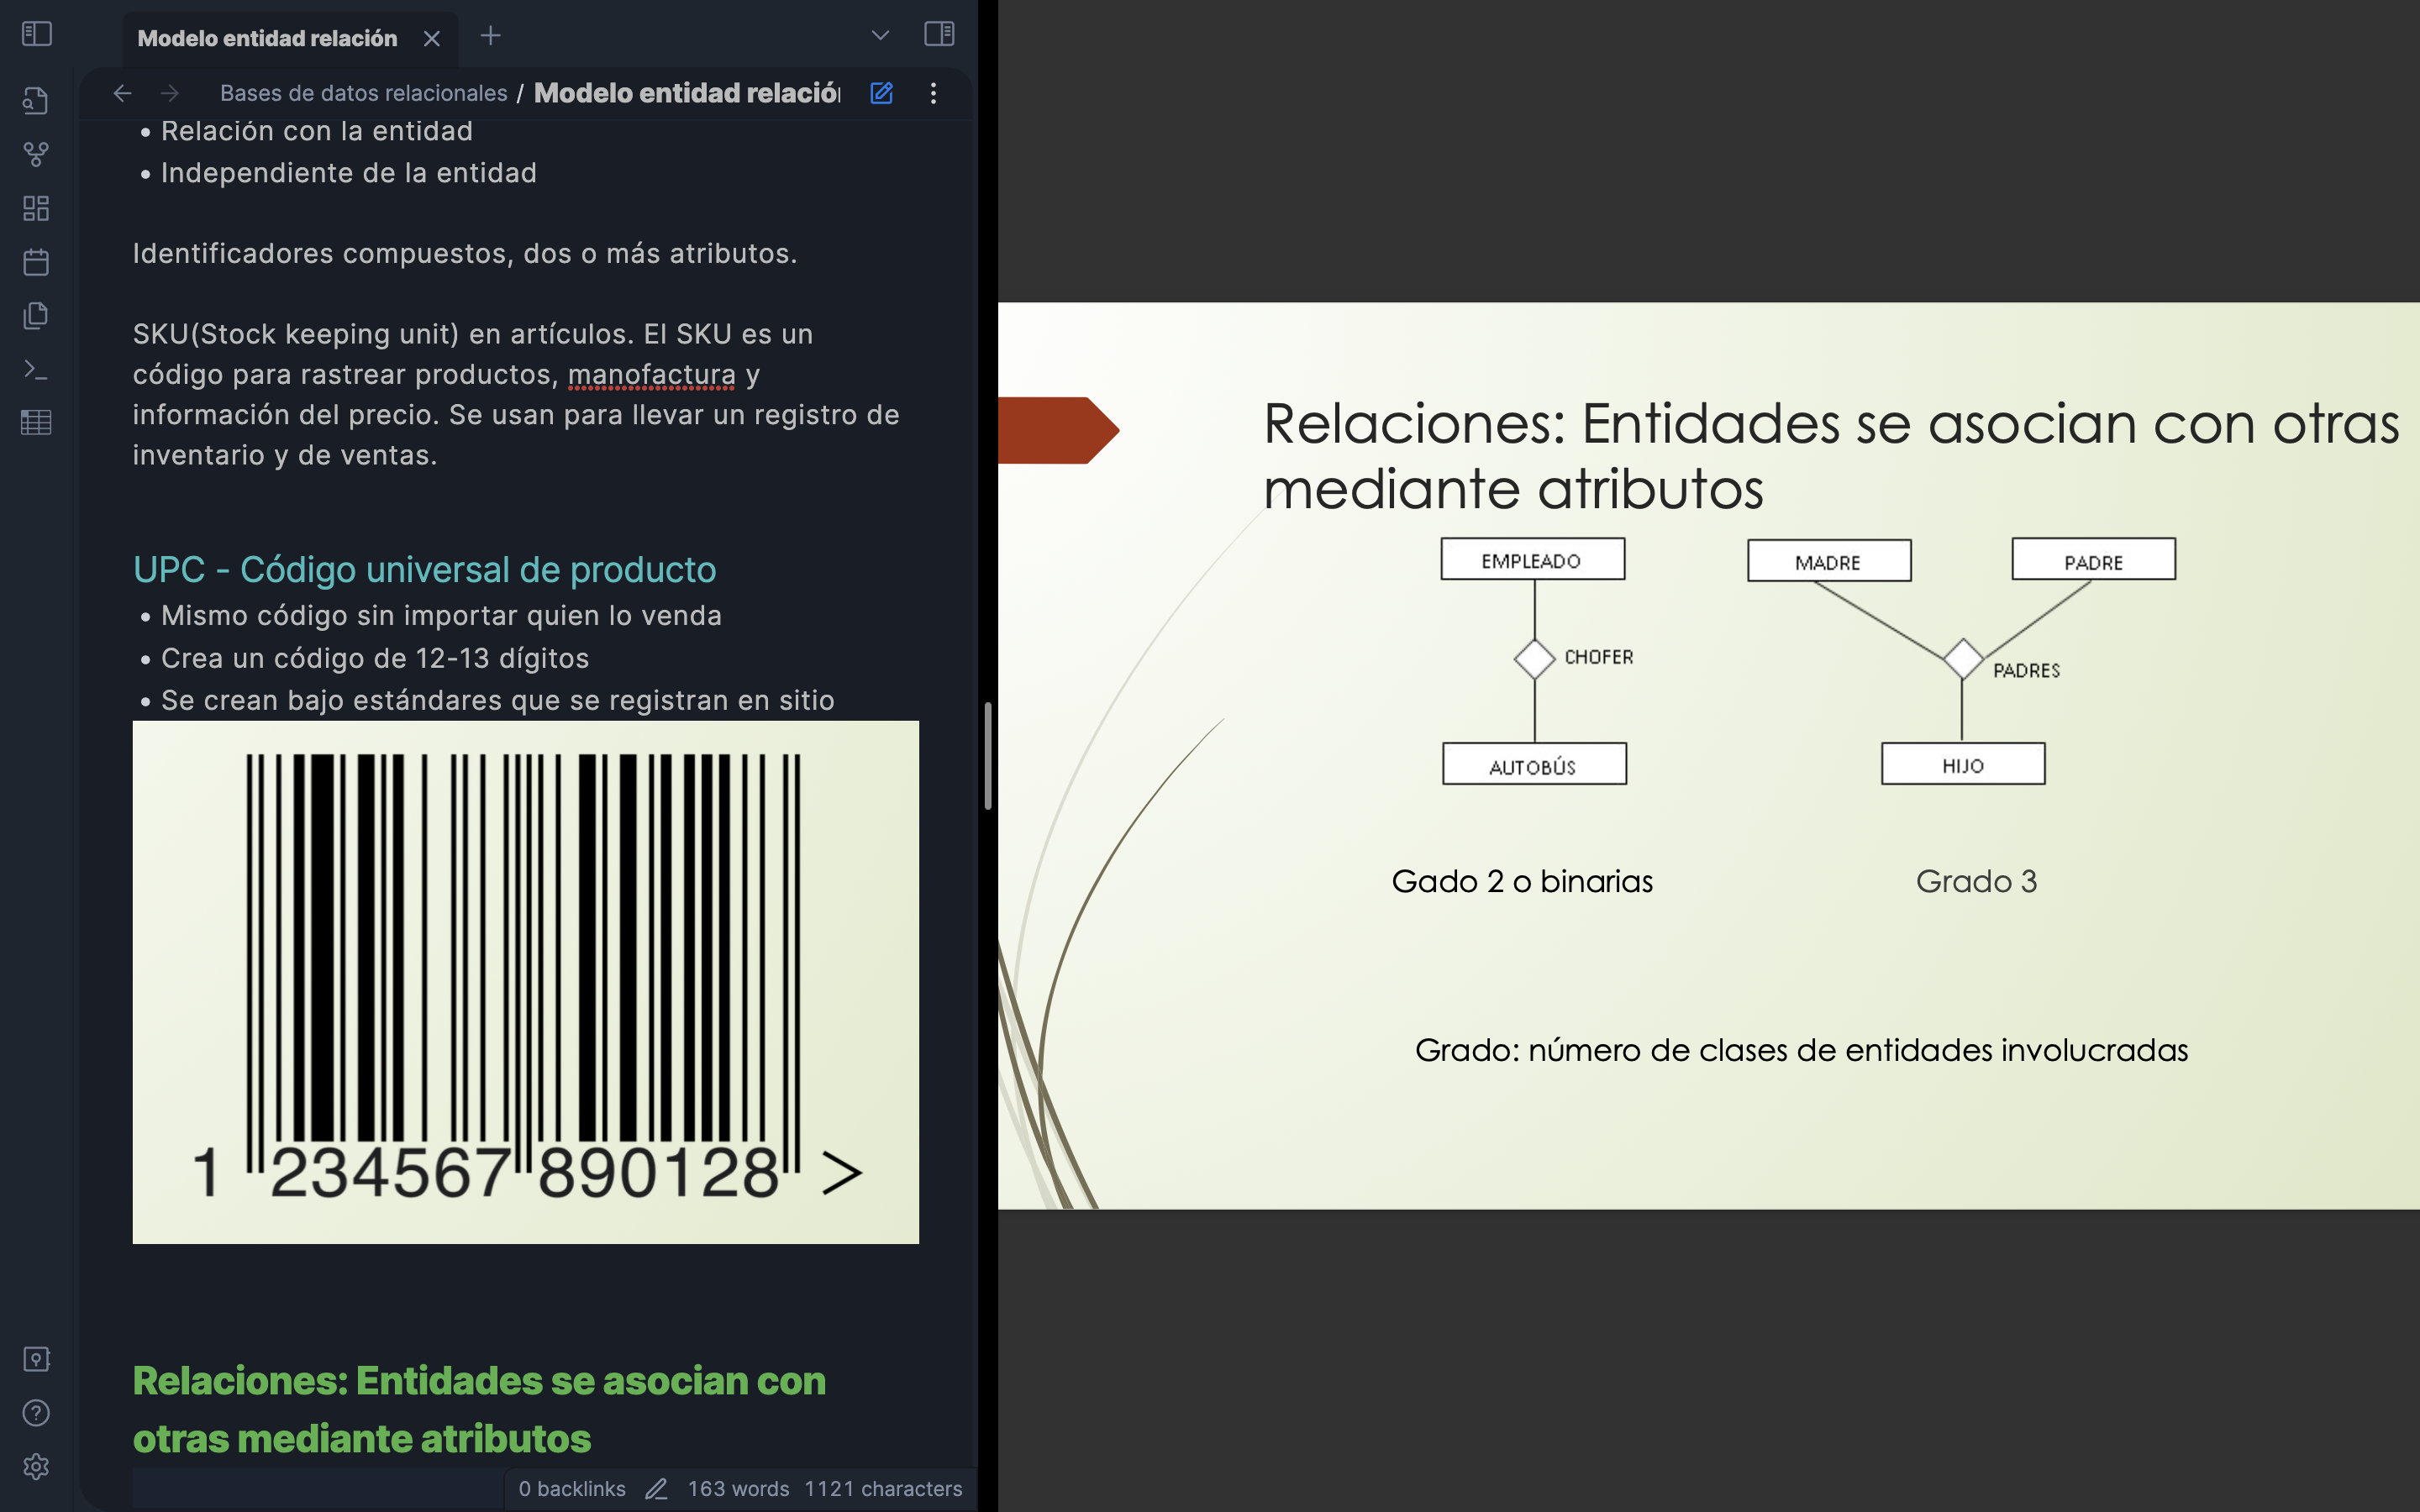 Modelo entidad relación
Bases de datos relacionales / Modelo entidad relación
• Relación con la entidad
• Independiente de la entidad
Identificadores compuestos, dos o más atributos.
SKU(Stock keeping unit) en artículos. El SKU es un
código para rastrear productos, manofactura y
información del precio. Se usan para llevar un registro de
inventario y de ventas.
UPC - Código universal de producto
• Mismo código sin importar quien lo venda
• Crea un código de 12-13 dígitos
• Se crean bajo estándares que se registran en sitio
1 234567 890128 >
Relaciones: Entidades se asocian con
otras mediante atributos
0 backlinks 163 words 1121 characters
Relaciones: Entidades se asocian con otras
mediante atributos
EMPLEADO
CHOFER
AUTOBÚS
MADRE
PADRE
PADRES
HIJO
Gado 2 o binarias
Grado 3
Grado: número de clases de entidades involucradas